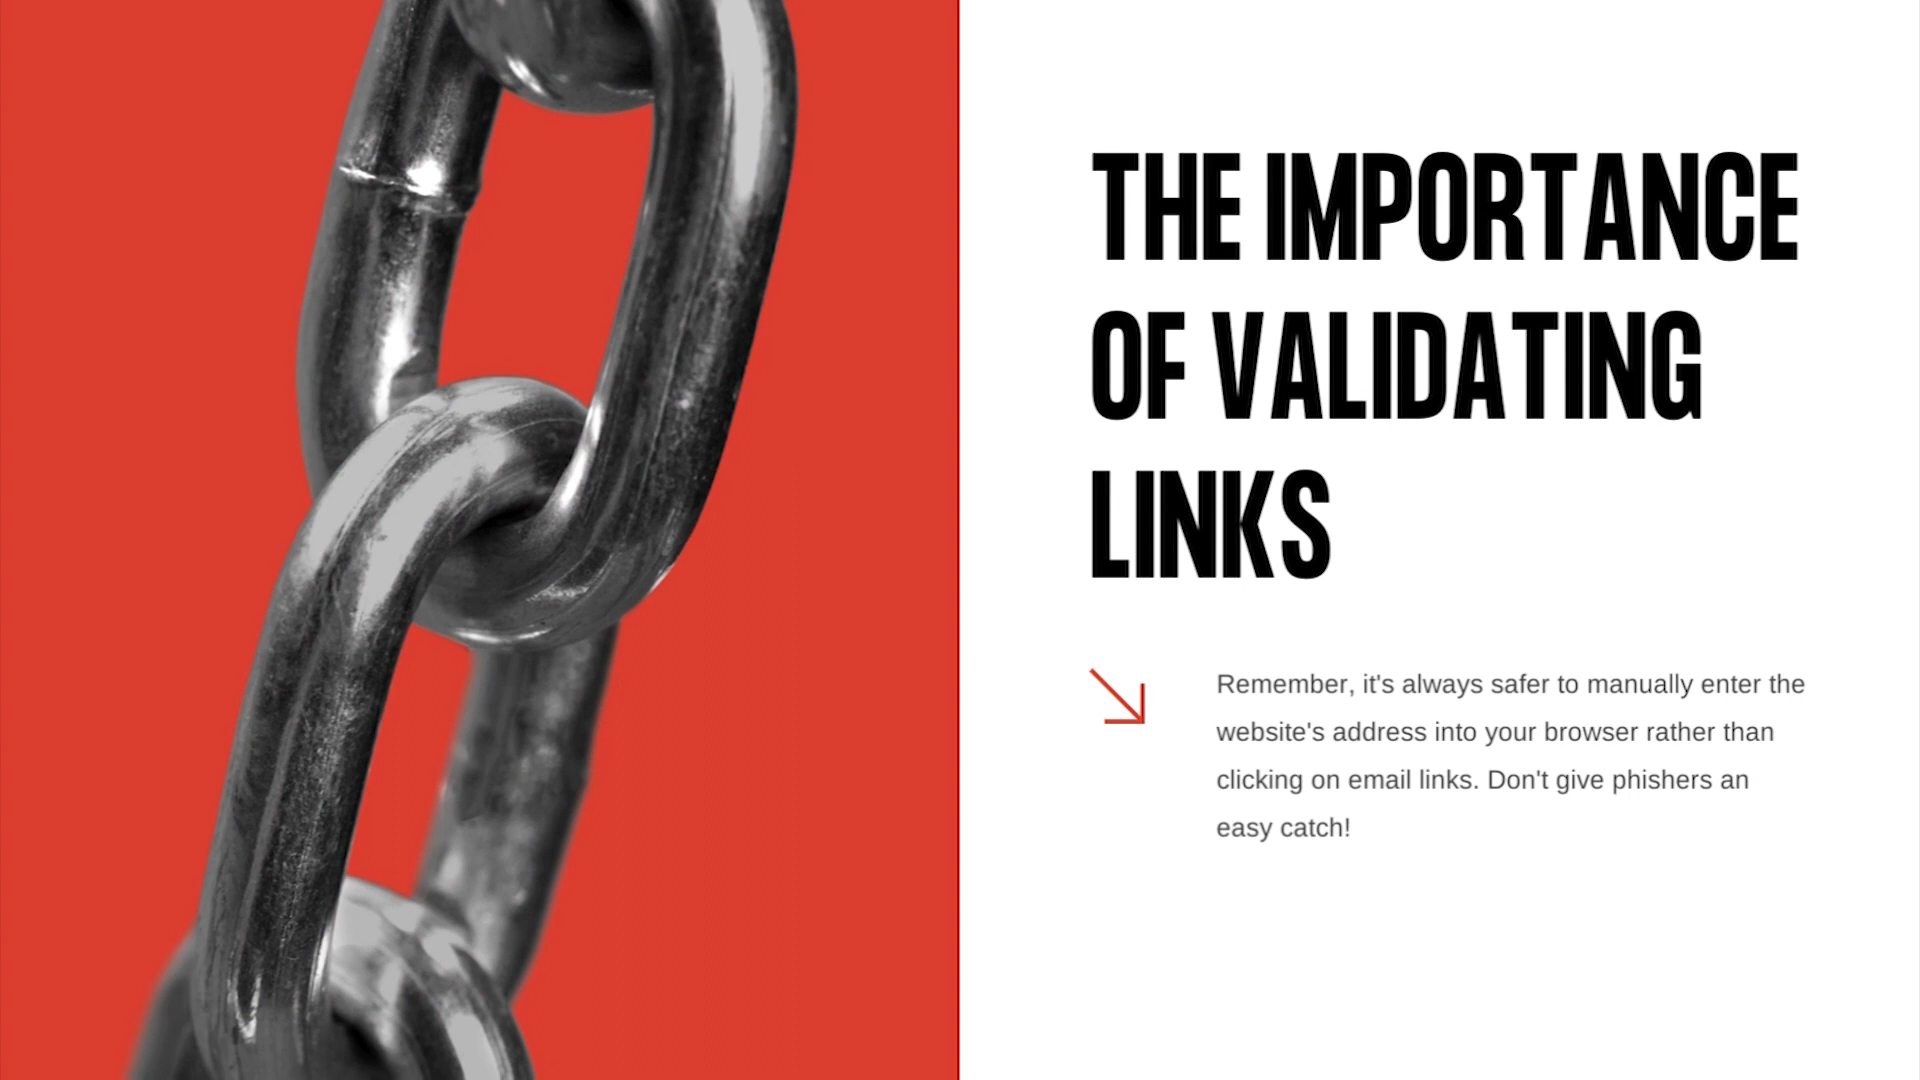 THE IMPORTANCE
OF VALIDATING
LINKS
Remember, it's always safer to manually enter the
website's address into your browser rather than
clicking on email links. Don't give phishers an
easy catch!